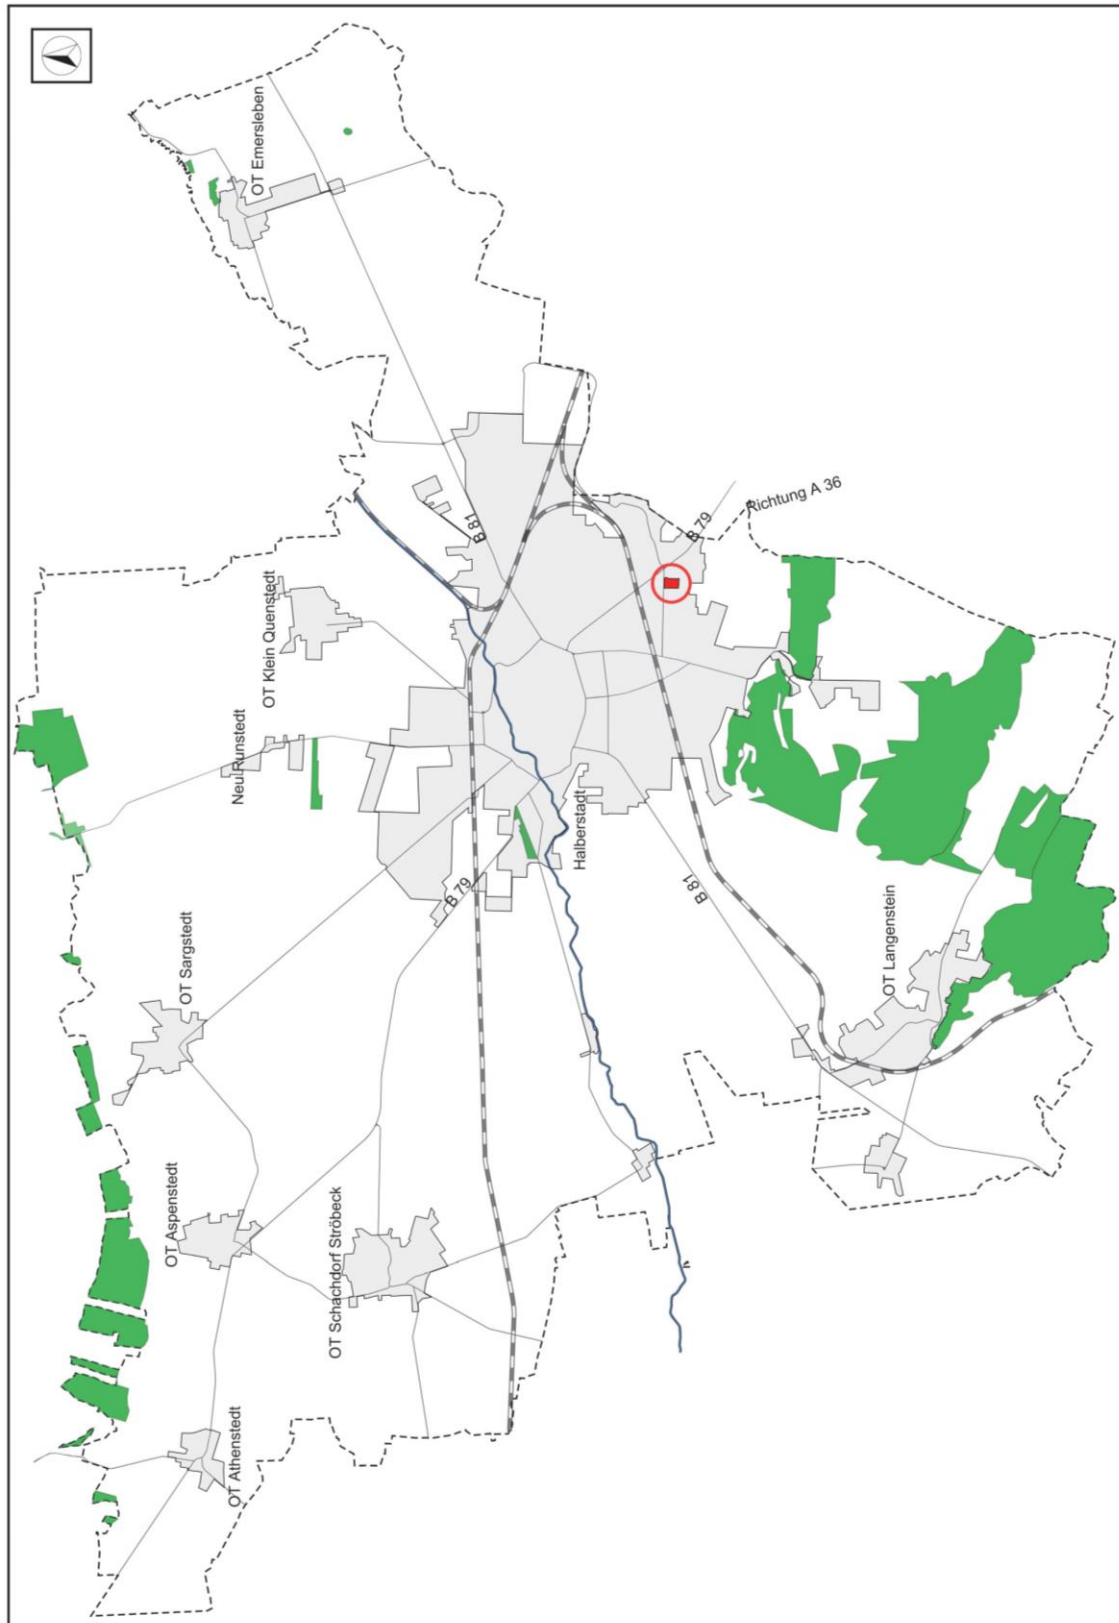 OT Emersleben
B 81
B 79
Richtung A 36
OT Klein Quenstedt
Neu Runstedt
Halberstadt
B 79
B 81
OT Sargstedt
OT Langenstein
OT Aspenstedt
OT Schachdorf Ströbeck
OT Athenstedt